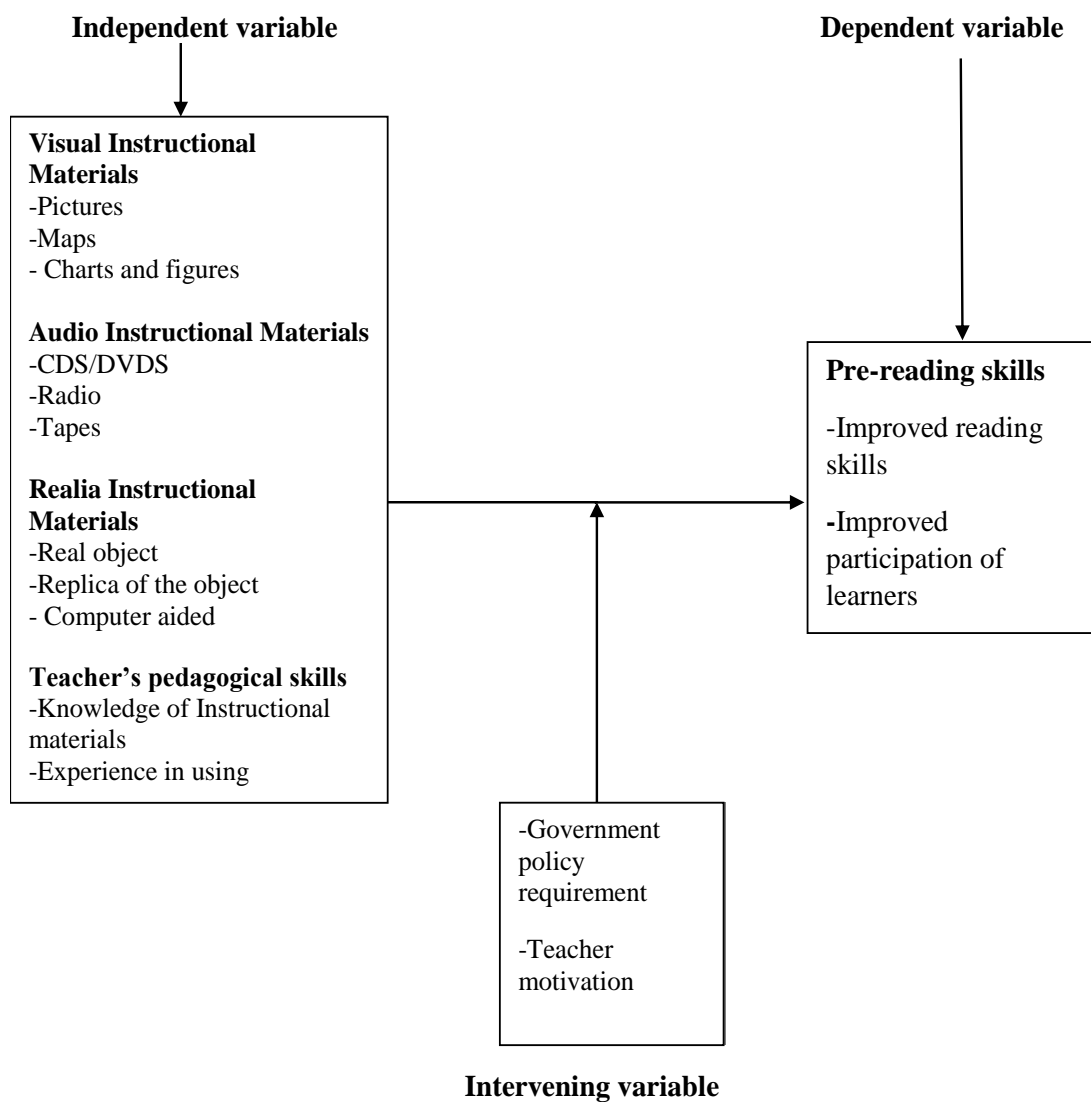 Independent variable
Dependent variable
Visual Instructional
Materials
-Pictures
-Maps
- Charts and figures
Audio Instructional Materials
-CDS/DVDS
-Radio
-Tapes
Realia Instructional
Materials
-Real object
-Replica of the object
- Computer aided
Teacher’s pedagogical skills
-Knowledge of Instructional
materials
-Experience in using
Pre-reading skills
-Improved reading
skills
-Improved
participation of
learners
-Government
policy
requirement
-Teacher
motivation
Intervening variable